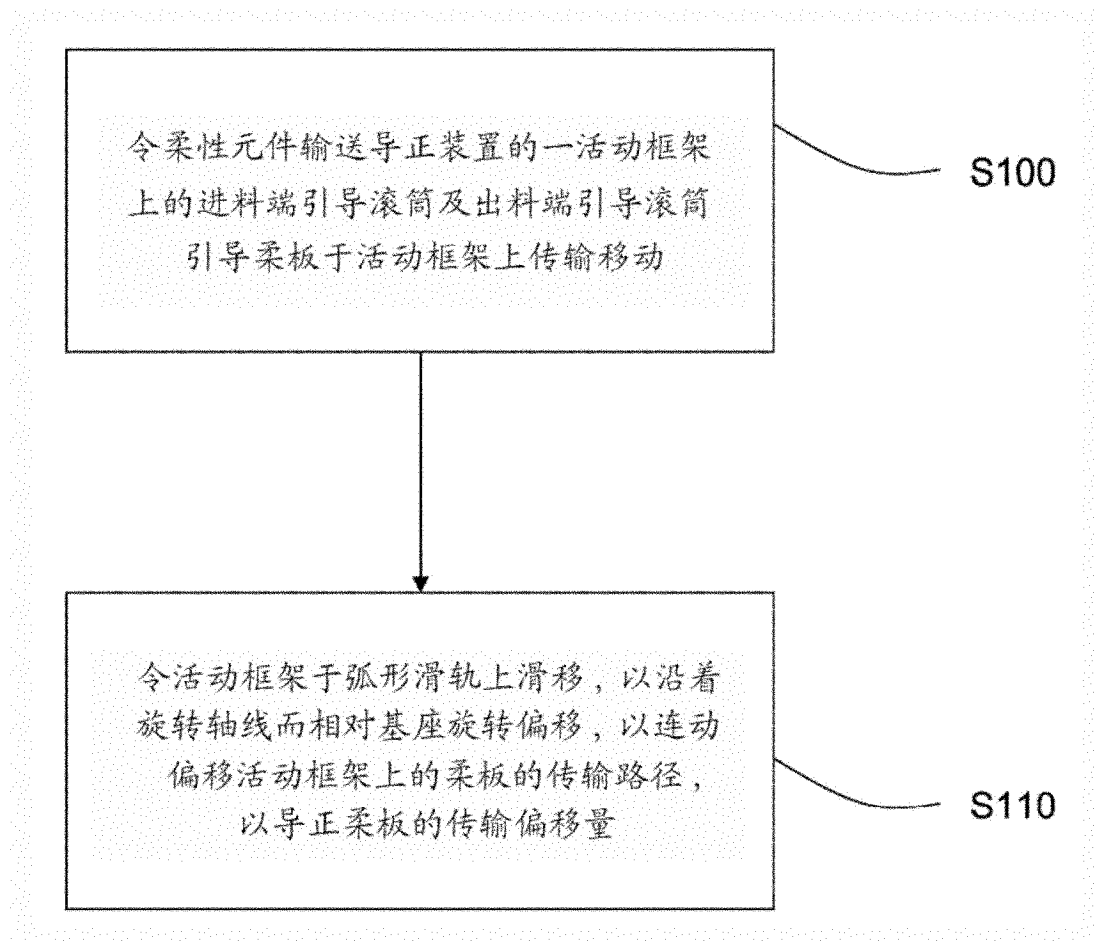 令柔性元件输送导正装置的一活动框架
上的进料端引导滚筒及出料端引导滚筒
引导柔板于活动框架上传输移动
S100
令活动框架于弧形滑轨上滑移，以沿着
旋转轴线而相对基座旋转偏移，以连动
偏移活动框架上的柔板的传输路径，
以导正柔板的传输偏移量
S110